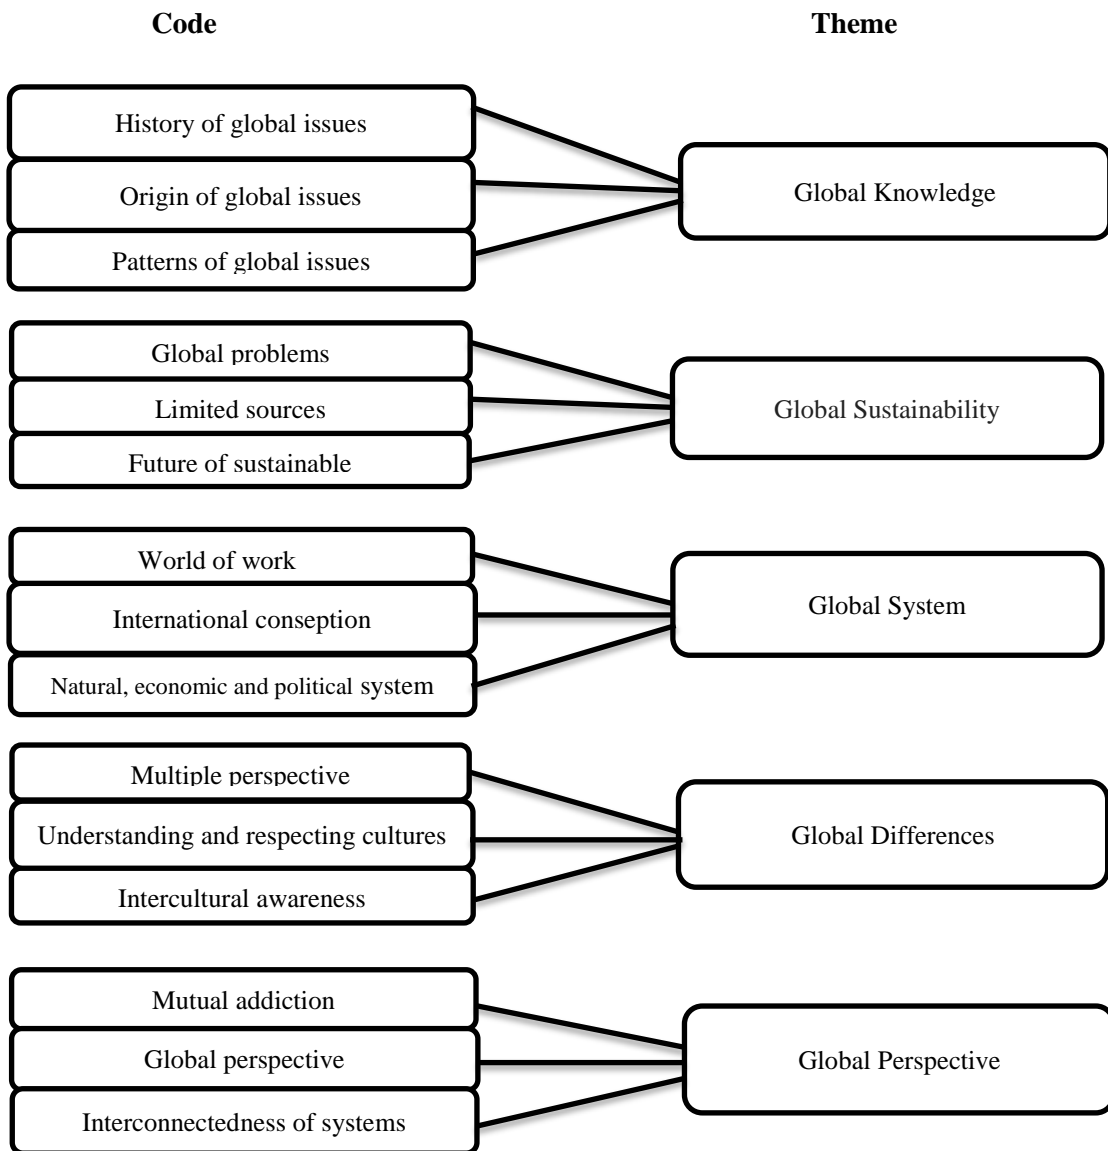 Code
Theme
History of global issues
Origin of global issues
Patterns of global issues
Global Knowledge
Global problems
Limited sources
Future of sustainable
Global Sustainability
World of work
International conseption
Natural, economic and political system
Global System
Multiple perspective
Understanding and respecting cultures
Intercultural awareness
Global Differences
Mutual addiction
Global perspective
Interconnectedness of systems
Global Perspective